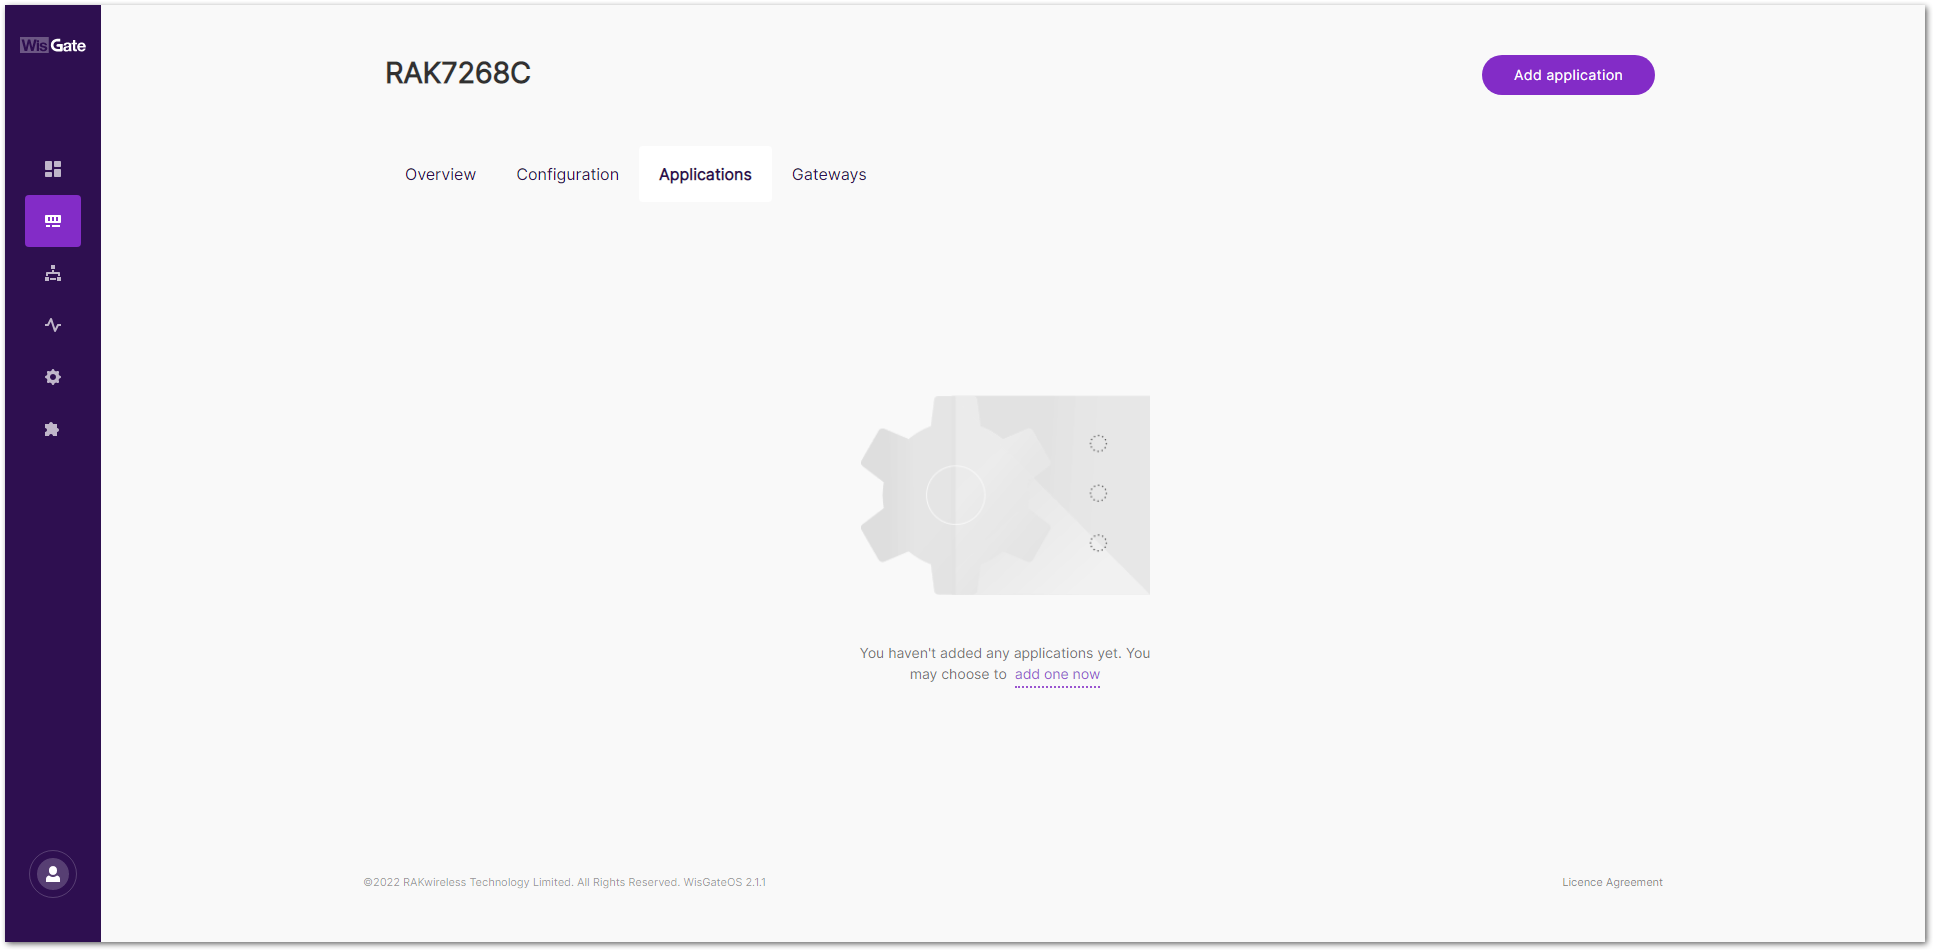 WisGate
RAK7268C
Add application
Overview
Configuration
Applications
Gateways
You haven't added any applications yet. You
may choose to add one now
©2022 RAKwireless Technology Limited. All Rights Reserved. WisGateOS 2.1.1
Licence Agreement